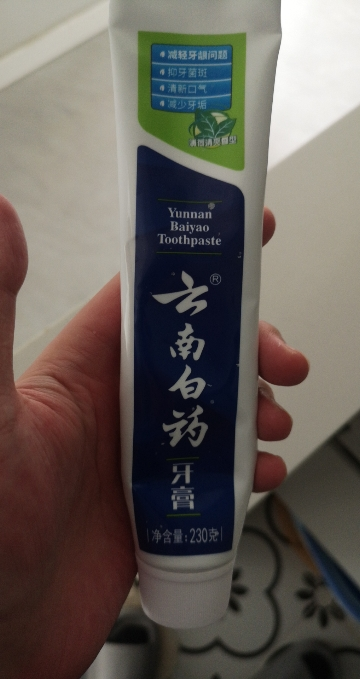 减轻牙龈问题
抑牙菌斑
清新口气
减少牙垢
Yunnan
Baiyao
Toothpaste
云南白药®
牙膏
净含量：230克